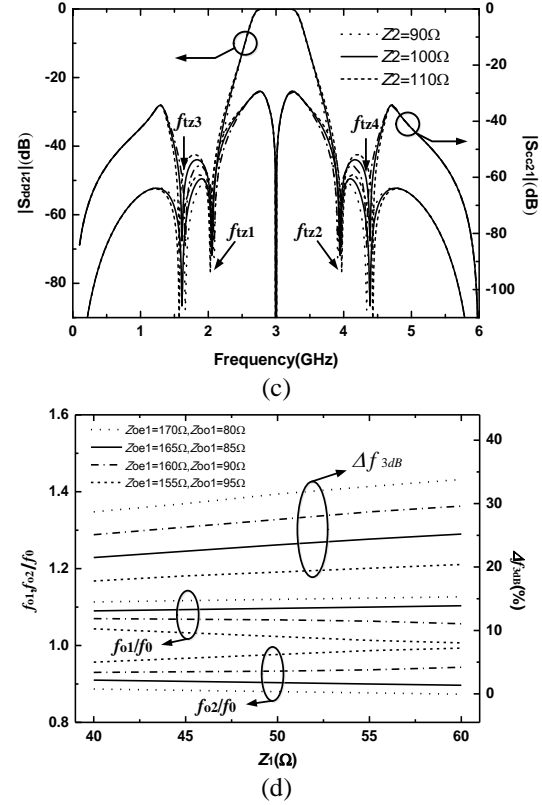 0
-20
-40
-60
-80
|Sdd21|(dB)
0
-20
-40
-60
-80
-100
|Scc21|(dB)
Z2=90Ω
Z2=100Ω
Z2=110Ω
ftz3
ftz4
ftz1
ftz2
0 1 2 3 4 5 6
Frequency(GHz)
(c)
1.6
1.4
1.2
1.0
0.8
fo1,fo2/f0
40
30
20
10
0
Δf3dB(%)
Zoe1=170Ω,Zoo1=80Ω
Zoe1=165Ω,Zoo1=85Ω
Zoe1=160Ω,Zoo1=90Ω
Zoe1=155Ω,Zoo1=95Ω
Δf 3dB
fo1/f0
fo2/f0
40 45 50 55 60
Z1(Ω)
(d)